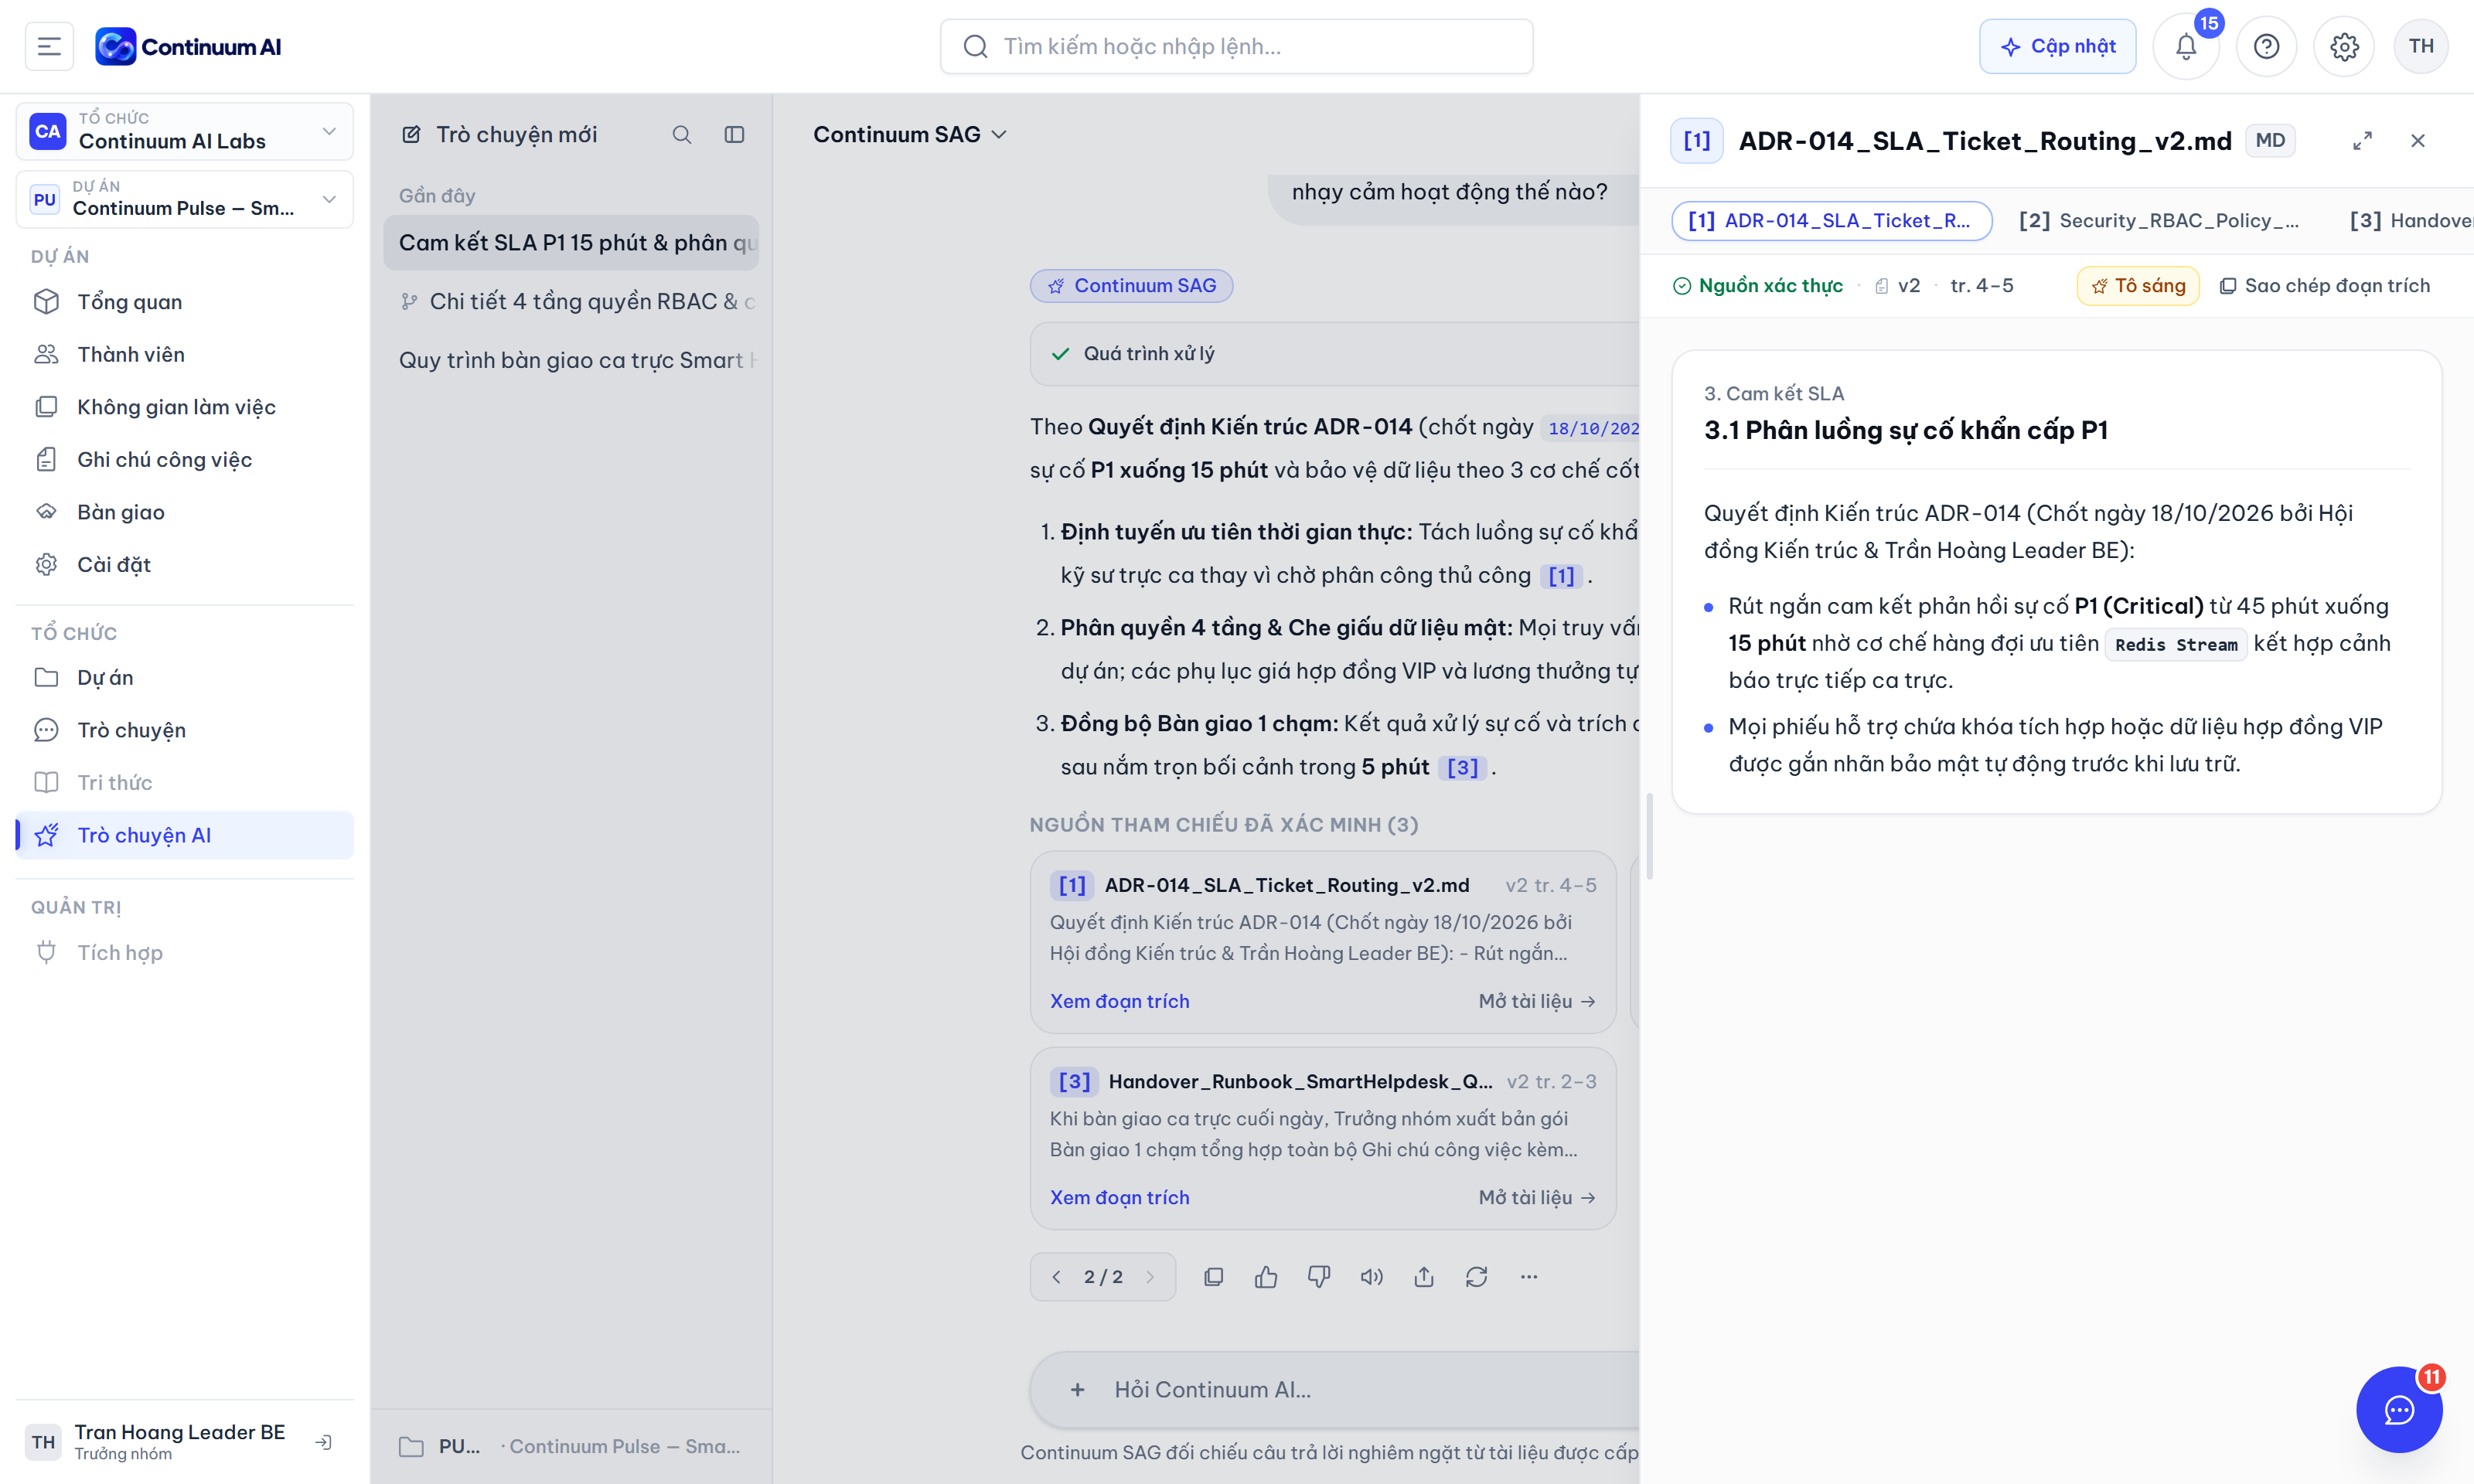 Continuum AI
Tìm kiếm hoặc nhập lệnh...
Cập nhật
15
TH
CA
TỔ CHỨC
Continuum AI Labs
PU
DỰ ÁN
Continuum Pulse – Sm...
DỰ ÁN
Tổng quan
Thành viên
Không gian làm việc
Ghi chú công việc
Bàn giao
Cài đặt
TỔ CHỨC
Dự án
Trò chuyện
Tri thức
Trò chuyện AI
QUẢN TRỊ
Tích hợp
TH
Tran Hoang Leader BE
Trưởng nhóm
Trò chuyện mới
Gần đây
Cam kết SLA P1 15 phút & phân qu
Chi tiết 4 tầng quyền RBAC &
Quy trình bàn giao ca trực Smart
PU... · Continuum Pulse – Sma...
Continuum SAG
nhạy cảm hoạt động thế nào?
Continuum SAG
Quá trình xử lý
Theo Quyết định Kiến trúc ADR-014 (chốt ngày 18/10/202
sự cố P1 xuống 15 phút và bảo vệ dữ liệu theo 3 cơ chế cốt
1. Định tuyến ưu tiên thời gian thực: Tách luồng sự cố khẩ
kỹ sư trực ca thay vì chờ phân công thủ công [1] .
2. Phân quyền 4 tầng & Che giấu dữ liệu mật: Mọi truy vấn
dự án; các phụ lục giá hợp đồng VIP và lương thưởng tự
3. Đồng bộ Bàn giao 1 chạm: Kết quả xử lý sự cố và trích
sau nắm trọn bối cảnh trong 5 phút [3] .
NGUỒN THAM CHIẾU ĐÃ XÁC MINH (3)
[1] ADR-014_SLA_Ticket_Routing_v2.md v2 tr. 4-5
Quyết định Kiến trúc ADR-014 (Chốt ngày 18/10/2026 bởi
Hội đồng Kiến trúc & Trần Hoàng Leader BE): - Rút ngắn...
Xem đoạn trích Mở tài liệu →
[3] Handover_Runbook_SmartHelpdesk_Q... v2 tr. 2-3
Khi bàn giao ca trực cuối ngày, Trưởng nhóm xuất bản gói
Bàn giao 1 chạm tổng hợp toàn bộ Ghi chú công việc kèm...
Xem đoạn trích Mở tài liệu →
2 / 2
Hỏi Continuum AI...
Continuum SAG đối chiếu câu trả lời nghiêm ngặt từ tài liệu được cấp
[1] ADR-014_SLA_Ticket_Routing_v2.md MD
[1] ADR-014_SLA_Ticket_R... [2] Security_RBAC_Policy_... [3] Handover
Nguồn xác thực · v2 · tr. 4-5 Tô sáng Sao chép đoạn trích
3. Cam kết SLA
3.1 Phân luồng sự cố khẩn cấp P1
Quyết định Kiến trúc ADR-014 (Chốt ngày 18/10/2026 bởi Hội
đồng Kiến trúc & Trần Hoàng Leader BE):
Rút ngắn cam kết phản hồi sự cố P1 (Critical) từ 45 phút xuống
15 phút nhờ cơ chế hàng đợi ưu tiên Redis Stream kết hợp cảnh
báo trực tiếp ca trực.
Mọi phiếu hỗ trợ chứa khóa tích hợp hoặc dữ liệu hợp đồng VIP
được gắn nhãn bảo mật tự động trước khi lưu trữ.
11